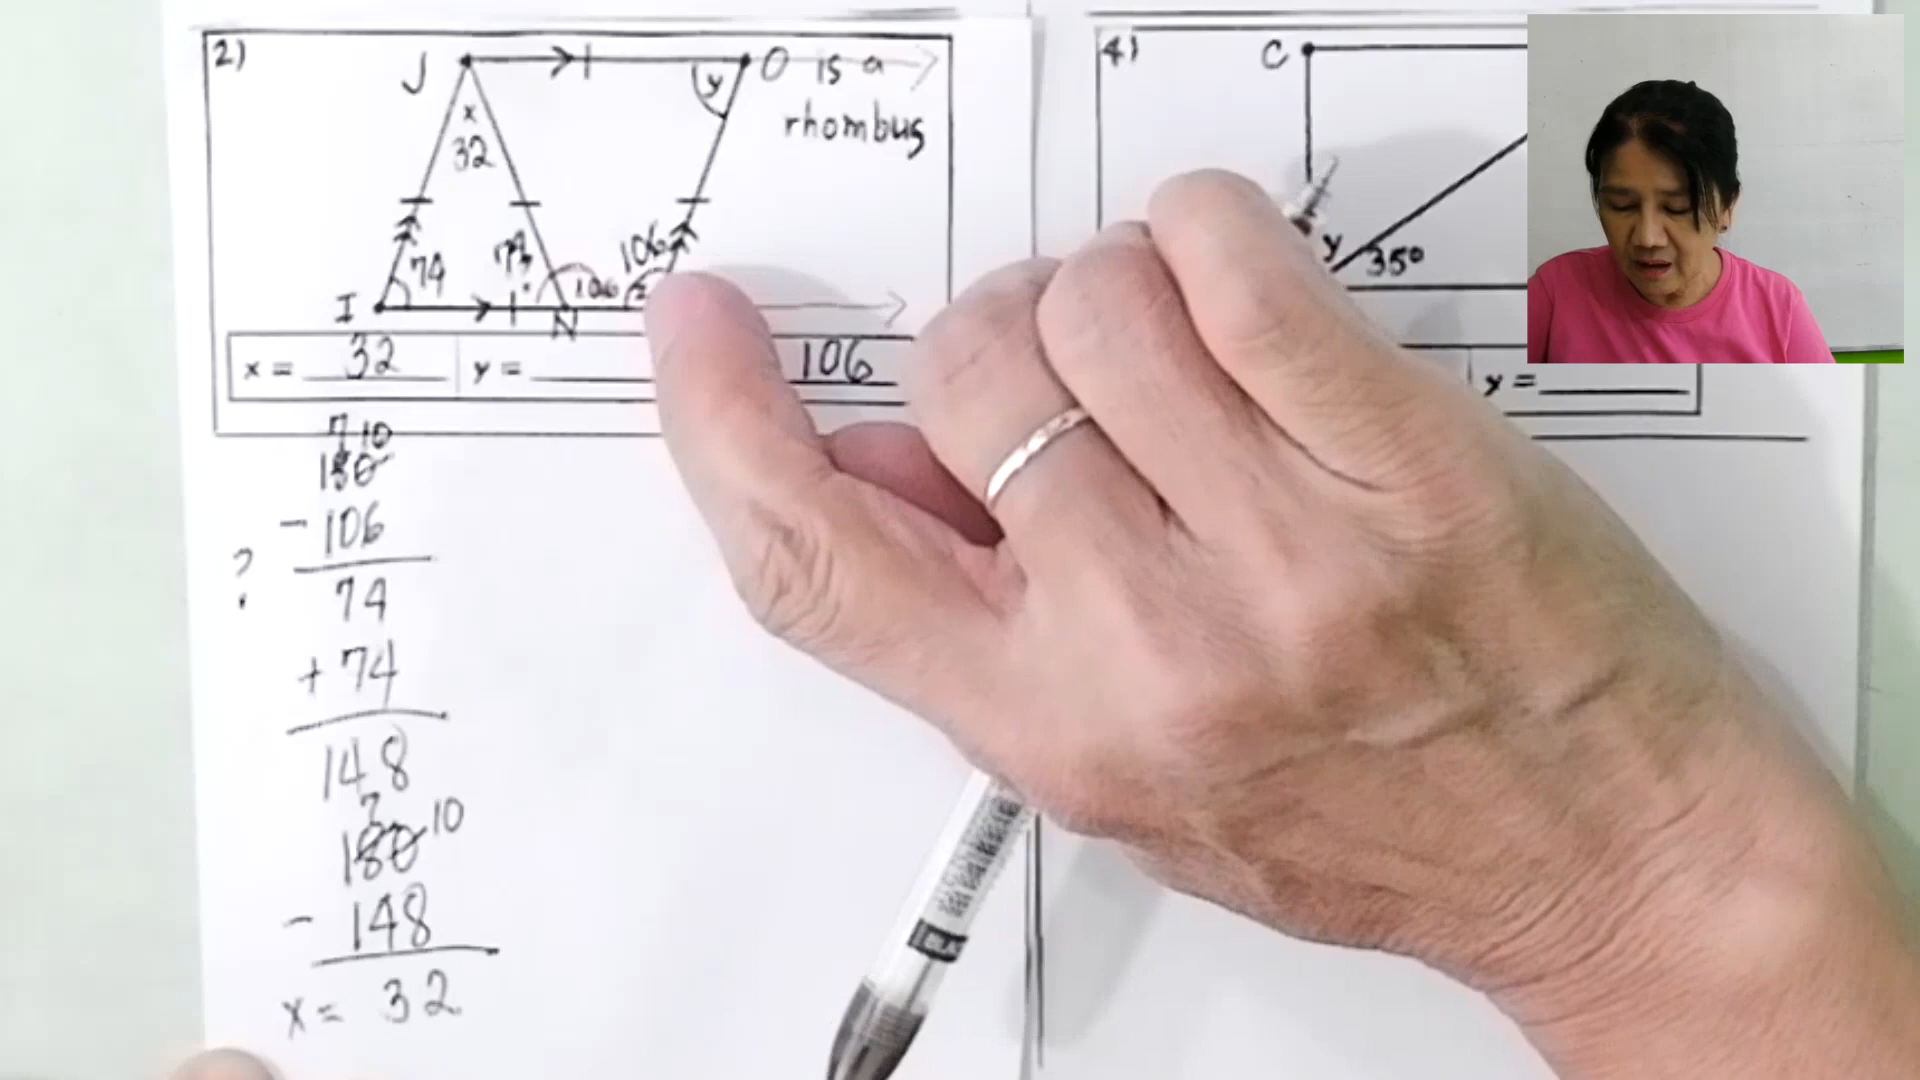 2)
J
O is a
rhombus
y
x
32
74
106
106
I
N
x = 32
y =
106
7 10
180
- 106
?
74
+ 74
148
7 10
180
- 148
x = 32
4)
C
y
35°
y =